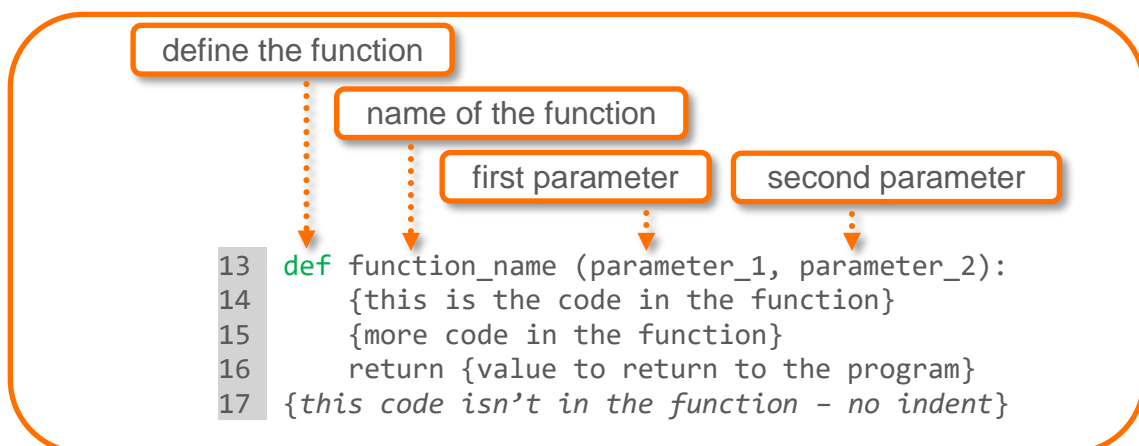 define the function
name of the function
first parameter
second parameter
13 def function_name (parameter_1, parameter_2):
14 {this is the code in the function}
15 {more code in the function}
16 return {value to return to the program}
17 {this code isn’t in the function – no indent}